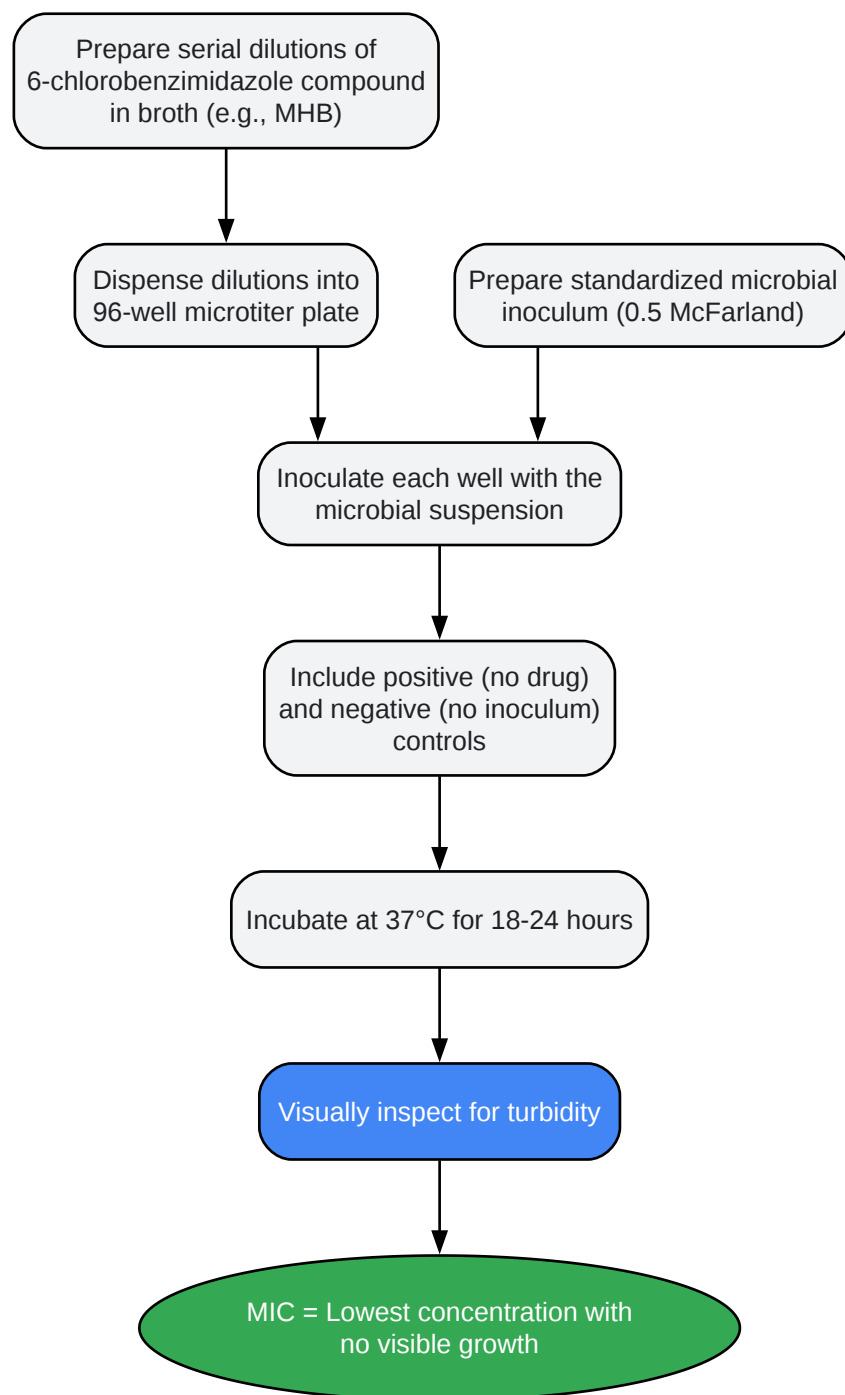 Prepare serial dilutions of
6-chlorobenzimidazole compound
in broth (e.g., MHB)
Dispense dilutions into
96-well microtiter plate
Prepare standardized microbial
inoculum (0.5 McFarland)
Inoculate each well with the
microbial suspension
Include positive (no drug)
and negative (no inoculum)
controls
Incubate at 37°C for 18-24 hours
Visually inspect for turbidity
MIC = Lowest concentration with
no visible growth